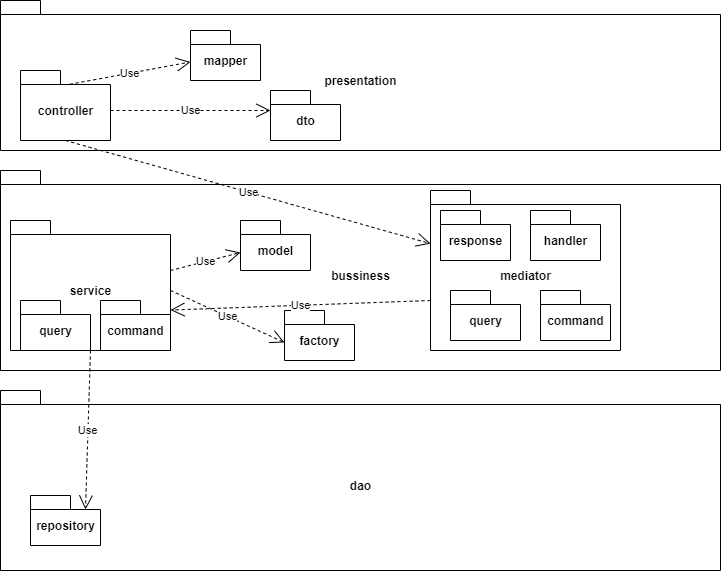 mapper
Use
presentation
controller
Use
dto
Use
response
handler
model
Use
bussiness
mediator
service
Use
Use
query
command
factory
query
command
Use
dao
repository